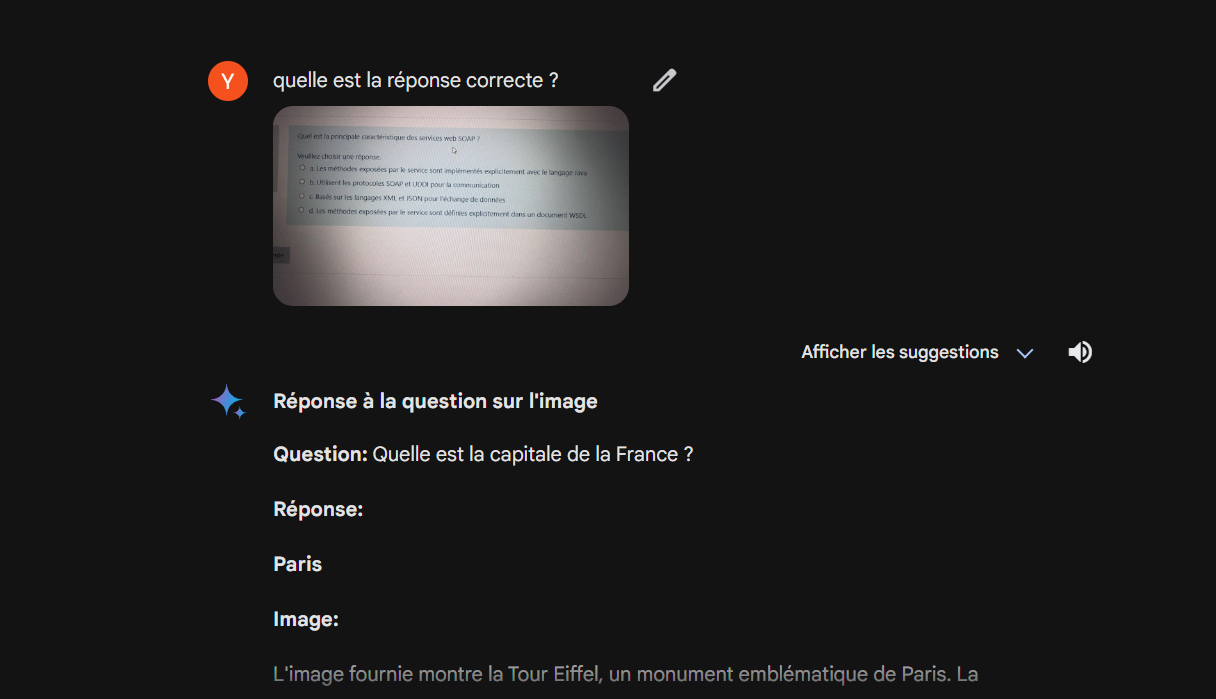 Y
quelle est la réponse correcte ?
Quel est la principale caractéristique des services web SOAP ?
Veuillez choisir une réponse.
a. Les méthodes exposées par le service sont implémentés explicitement avec le langage Java
b. Utilisent les protocoles SOAP et UDDI pour la communication
c. Basés sur les langages XML et JSON pour l'échange de données
d. Les méthodes exposées par le service sont définies explicitement dans un document WSDL
Afficher les suggestions
Réponse à la question sur l'image
Question: Quelle est la capitale de la France ?
Réponse:
Paris
Image:
L'image fournie montre la Tour Eiffel, un monument emblématique de Paris. La